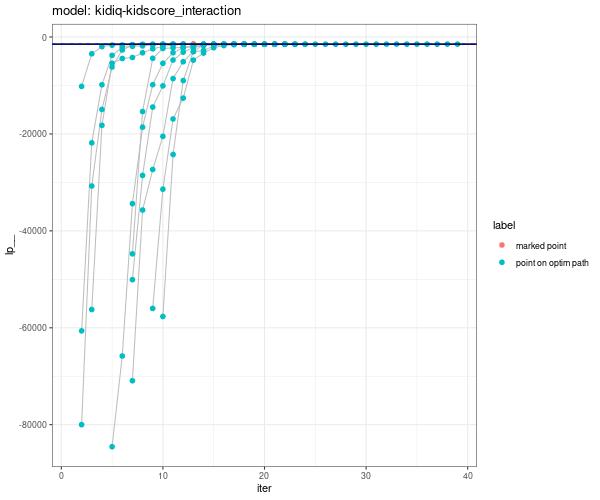 model: kidiq-kidscore_interaction
0
-20000
-40000
-60000
-80000
lp__
0
10
20
30
40
iter
label
marked point
point on optim path